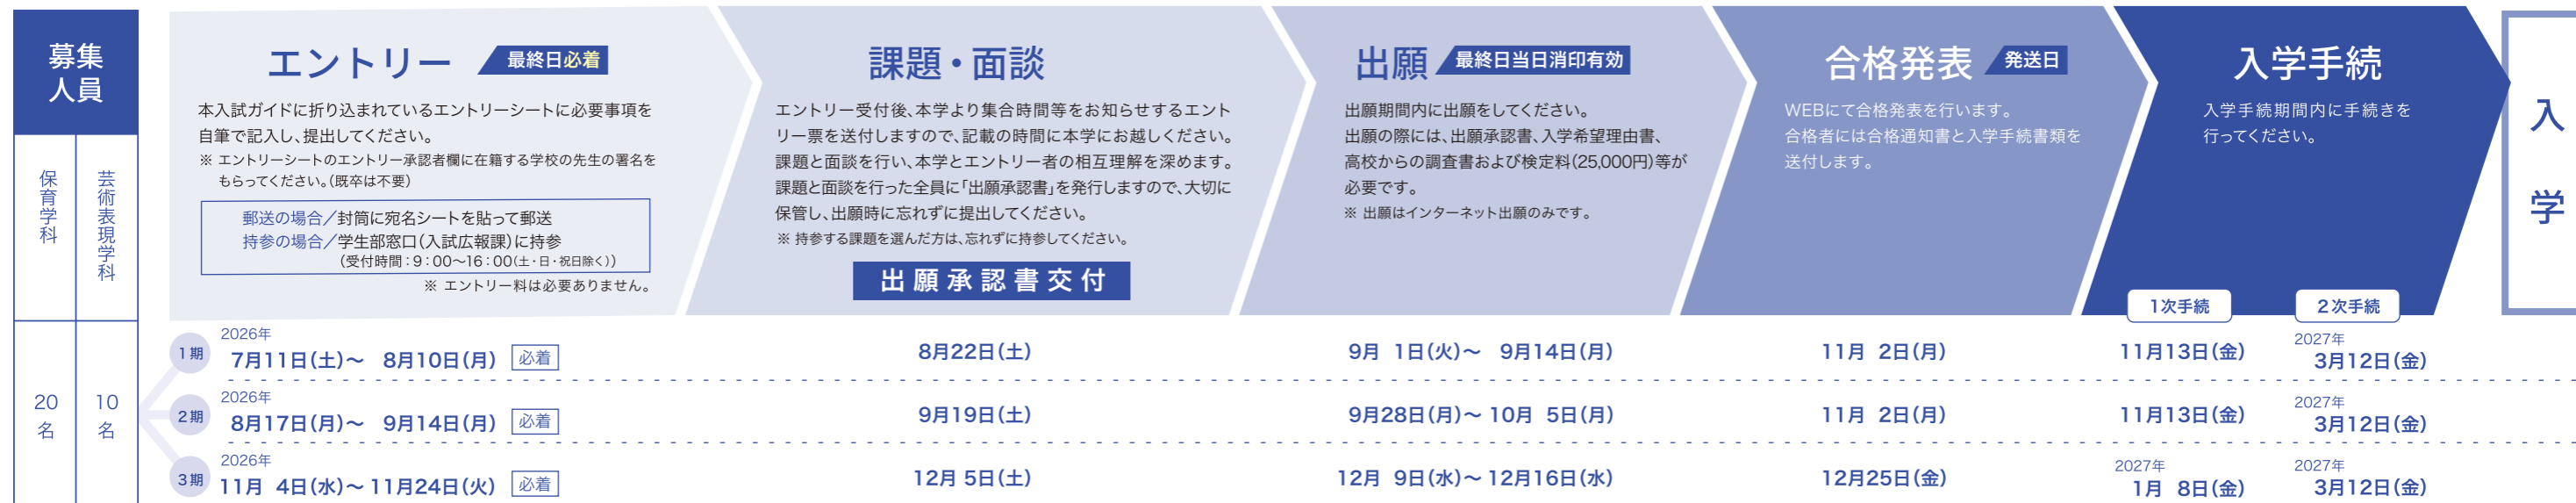 募集
人員
保育学科
芸術表現学科
20
名
10
名
エントリー 最終日必着
本入試ガイドに折り込まれているエントリーシートに必要事項を
自筆で記入し、提出してください。
※ エントリーシートのエントリー承認者欄に在籍する学校の先生の署名を
もらってください。(既卒は不要)
郵送の場合／封筒に宛名シートを貼って郵送
持参の場合／学生部窓口(入試広報課)に持参
(受付時間：9：00〜16：00(土・日・祝日除く))
※ エントリー料は必要ありません。
課題・面談
エントリー受付後、本学より集合時間等をお知らせするエント
リー票を送付しますので、記載の時間に本学にお越しください。
課題と面談を行い、本学とエントリー者の相互理解を深めます。
課題と面談を行った全員に「出願承認書」を発行しますので、大切に
保管し、出願時に忘れずに提出してください。
※ 持参する課題を選んだ方は、忘れずに持参してください。
出願承認書交付
出願 最終日当日消印有効
出願期間内に出願をしてください。
出願の際には、出願承認書、入学希望理由書、
高校からの調査書および検定料(25,000円)等が
必要です。
※ 出願はインターネット出願のみです。
合格発表 発送日
WEBにて合格発表を行います。
合格者には合格通知書と入学手続書類を
送付します。
入学手続
入学手続期間内に手続きを
行ってください。
1次手続 2次手続
入学
1期 2026年 7月11日(土)〜 8月10日(月) 必着 8月22日(土) 9月 1日(火)〜 9月14日(月) 11月 2日(月) 11月13日(金) 2027年 3月12日(金)
2期 2026年 8月17日(月)〜 9月14日(月) 必着 9月19日(土) 9月28日(月)〜10月 5日(月) 11月 2日(月) 11月13日(金) 2027年 3月12日(金)
3期 2026年 11月 4日(水)〜11月24日(火) 必着 12月 5日(土) 12月 9日(水)〜12月16日(水) 12月25日(金) 2027年 1月 8日(金) 2027年 3月12日(金)